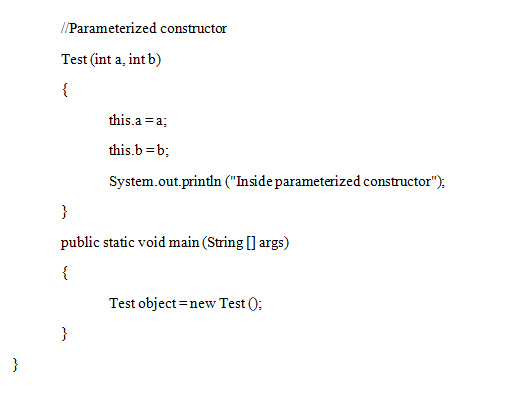 //Parameterized constructor
Test (int a, int b)
{
this.a = a;
this.b = b;
System.out.println ("Inside parameterized constructor");
}
public static void main (String [] args)
{
Test object = new Test ();
}
}